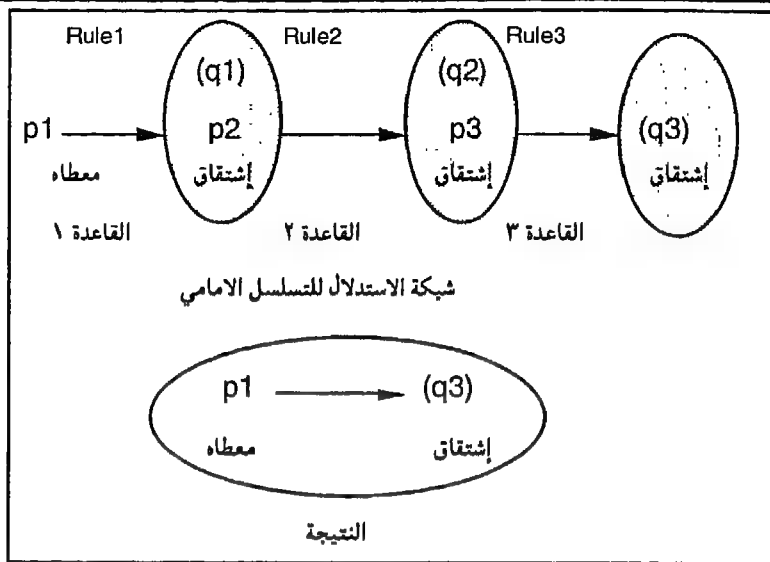 Rule1 Rule2 Rule3
(q1) (q2)
p1 p2 p3 (q3)
معطاه إشتقاق إشتقاق إشتقاق
القاعدة ١ القاعدة ٢ القاعدة ٣
شبكة الاستدلال للتسلسل الامامي
p1 (q3)
معطاه إشتقاق
النتيجة